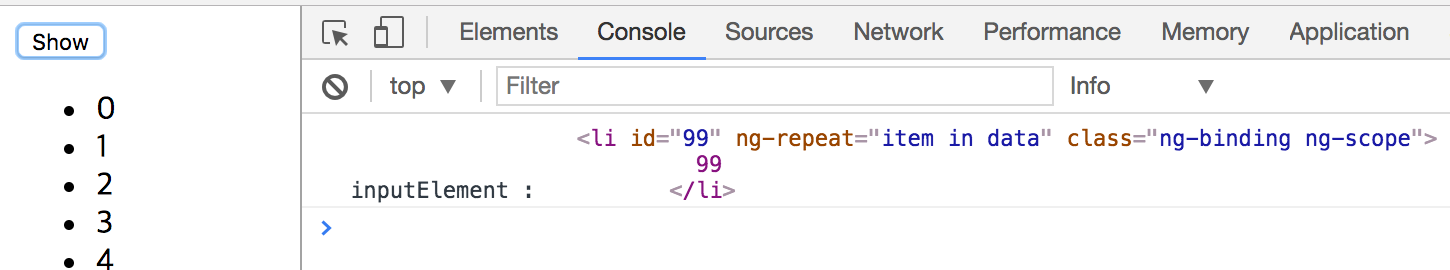 Show
0
1
2
3
4
Elements Console Sources Network Performance Memory Application
top ▼ Filter Info ▼
<li id="99" ng-repeat="item in data" class="ng-binding ng-scope">
99
inputElement : </li>